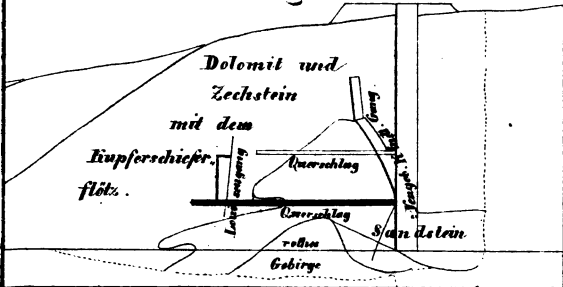 Dolomit und
Zechstein
mit dem
Kupferschiefer-
flötz.
Querschlag
Querschlag
Gang
Sandstein
rothes
Gebirge